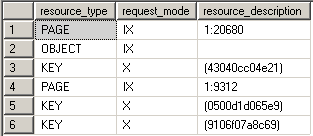 resource_type request_mode resource_description
1 PAGE IX 1:20680
2 OBJECT IX
3 KEY X (43040cc04e21)
4 PAGE IX 1:9312
5 KEY X (0500d1d065e9)
6 KEY X (9106f07a8c69)